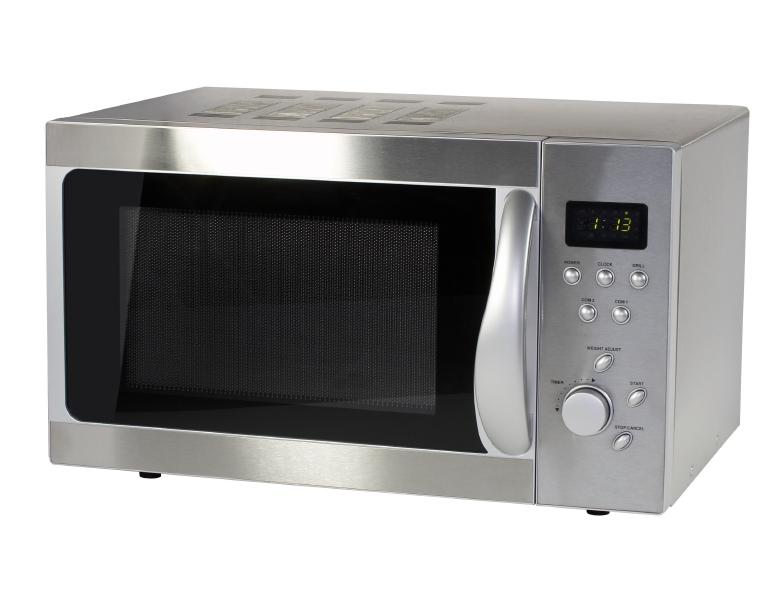 1:13
POWER CLOCK GRILL
COM.2 COM.1
WEIGHT ADJUST
TIMER
START
STOP/CANCEL